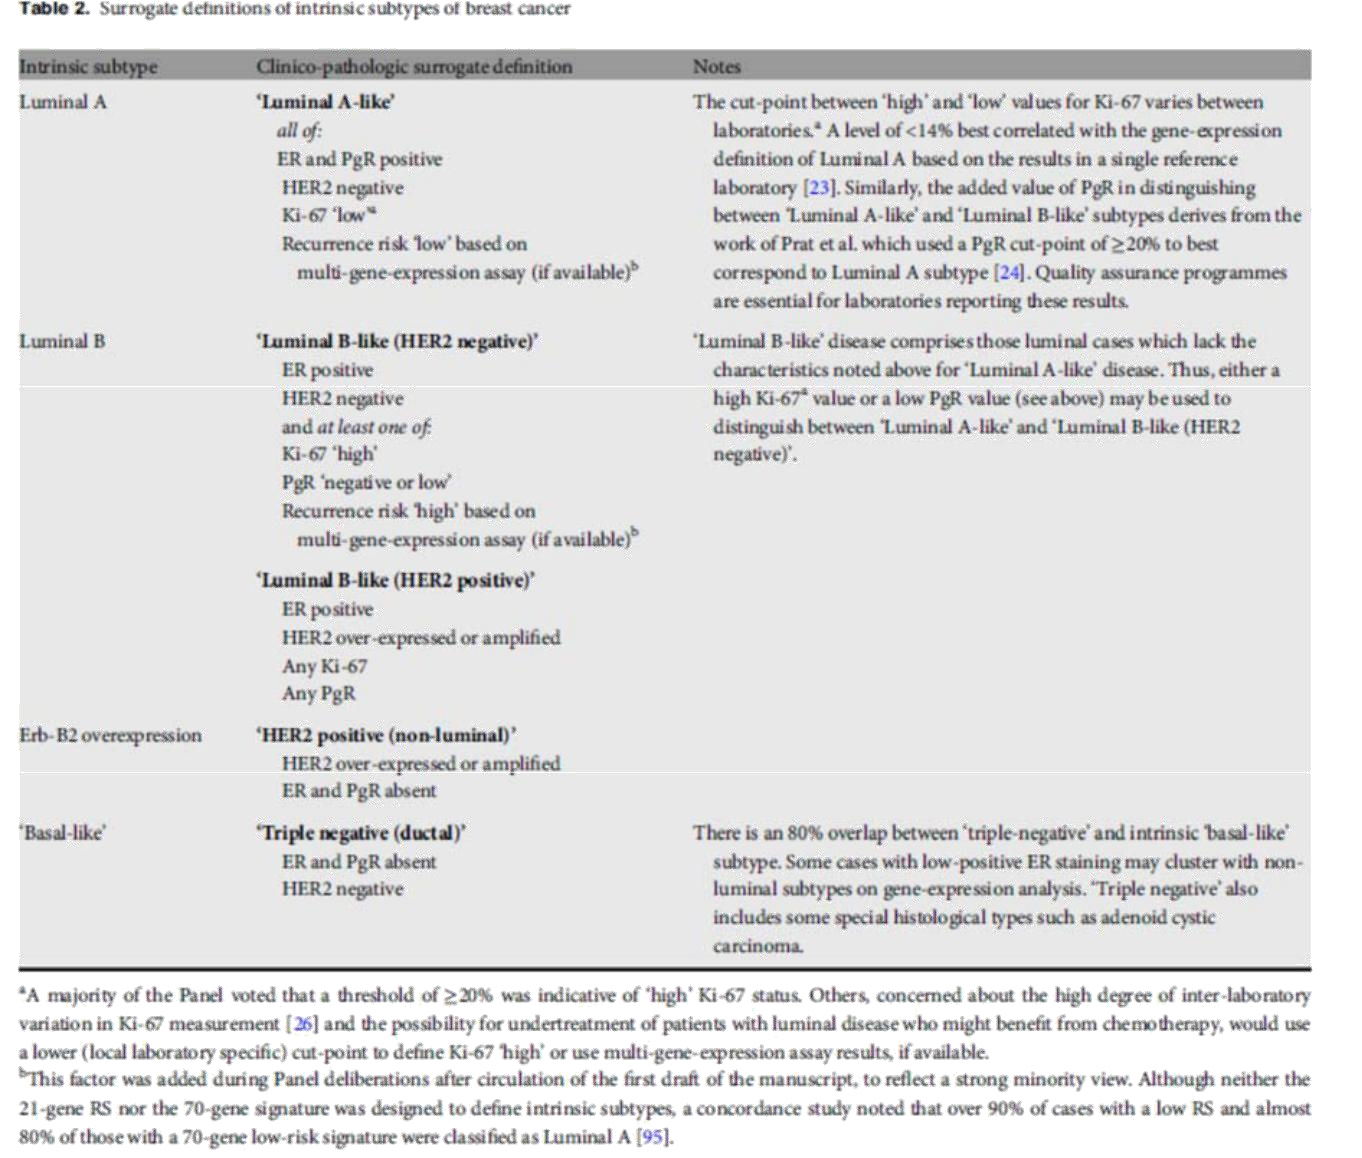 Table 2. Surrogate definitions of intrinsic subtypes of breast cancer
Intrinsic subtype Clinico-pathologic surrogate definition Notes
Luminal A
‘Luminal A-like’
all of:
ER and PgR positive
HER2 negative
Ki-67 ‘low’ᵃ
Recurrence risk ‘low’ based on
multi-gene-expression assay (if available)ᵇ
The cut-point between ‘high’ and ‘low’ values for Ki-67 varies between
laboratories.ᵃ A level of <14% best correlated with the gene-expression
definition of Luminal A based on the results in a single reference
laboratory [23]. Similarly, the added value of PgR in distinguishing
between ‘Luminal A-like’ and ‘Luminal B-like’ subtypes derives from the
work of Prat et al. which used a PgR cut-point of ≥20% to best
correspond to Luminal A subtype [24]. Quality assurance programmes
are essential for laboratories reporting these results.
Luminal B
‘Luminal B-like (HER2 negative)’
ER positive
HER2 negative
and at least one of:
Ki-67 ‘high’
PgR ‘negative or low’
Recurrence risk ‘high’ based on
multi-gene-expression assay (if available)ᵇ
‘Luminal B-like’ disease comprises those luminal cases which lack the
characteristics noted above for ‘Luminal A-like’ disease. Thus, either a
high Ki-67ᵃ value or a low PgR value (see above) may be used to
distinguish between ‘Luminal A-like’ and ‘Luminal B-like (HER2
negative)’.
‘Luminal B-like (HER2 positive)’
ER positive
HER2 over-expressed or amplified
Any Ki-67
Any PgR
Erb-B2 overexpression
‘HER2 positive (non-luminal)’
HER2 over-expressed or amplified
ER and PgR absent
‘Basal-like’
‘Triple negative (ductal)’
ER and PgR absent
HER2 negative
There is an 80% overlap between ‘triple-negative’ and intrinsic ‘basal-like’
subtype. Some cases with low-positive ER staining may cluster with non-
luminal subtypes on gene-expression analysis. ‘Triple negative’ also
includes some special histological types such as adenoid cystic
carcinoma.
ᵃA majority of the Panel voted that a threshold of ≥20% was indicative of ‘high’ Ki-67 status. Others, concerned about the high degree of inter-laboratory
variation in Ki-67 measurement [26] and the possibility for undertreatment of patients with luminal disease who might benefit from chemotherapy, would use
a lower (local laboratory specific) cut-point to define Ki-67 ‘high’ or use multi-gene-expression assay results, if available.
ᵇThis factor was added during Panel deliberations after circulation of the first draft of the manuscript, to reflect a strong minority view. Although neither the
21-gene RS nor the 70-gene signature was designed to define intrinsic subtypes, a concordance study noted that over 90% of cases with a low RS and almost
80% of those with a 70-gene low-risk signature were classified as Luminal A [95].